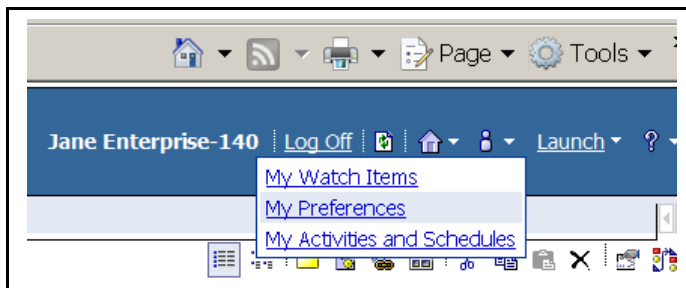 Page Tools
Jane Enterprise-140 Log Off Launch ?
My Watch Items
My Preferences
My Activities and Schedules